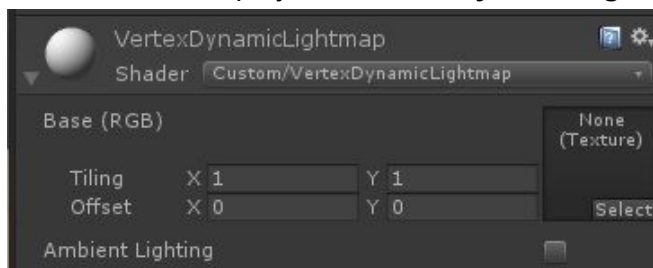 VertexDynamicLightmap
Shader Custom/VertexDynamicLightmap
Base (RGB)
None
(Texture)
Tiling X 1 Y 1
Offset X 0 Y 0
Select
Ambient Lighting